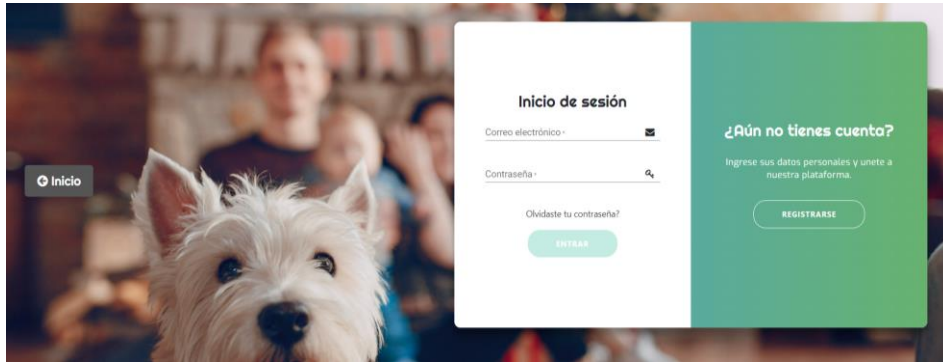 Inicio
Inicio de sesión
Correo electrónico *
Contraseña *
Olvidaste tu contraseña?
ENTRAR
¿Aún no tienes cuenta?
Ingrese sus datos personales y unete a
nuestra plataforma.
REGISTRARSE